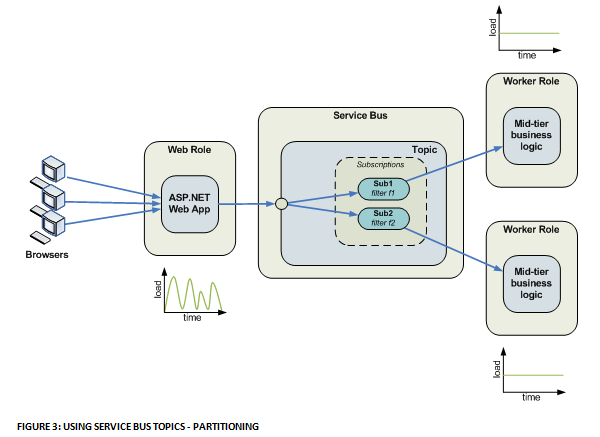 load
time
Worker Role
Mid-tier
business
logic
Service Bus
Topic
Subscriptions
Sub1
filter f1
Sub2
filter f2
Web Role
ASP.NET
Web App
Browsers
load
time
Worker Role
Mid-tier
business
logic
load
time
FIGURE 3: USING SERVICE BUS TOPICS - PARTITIONING